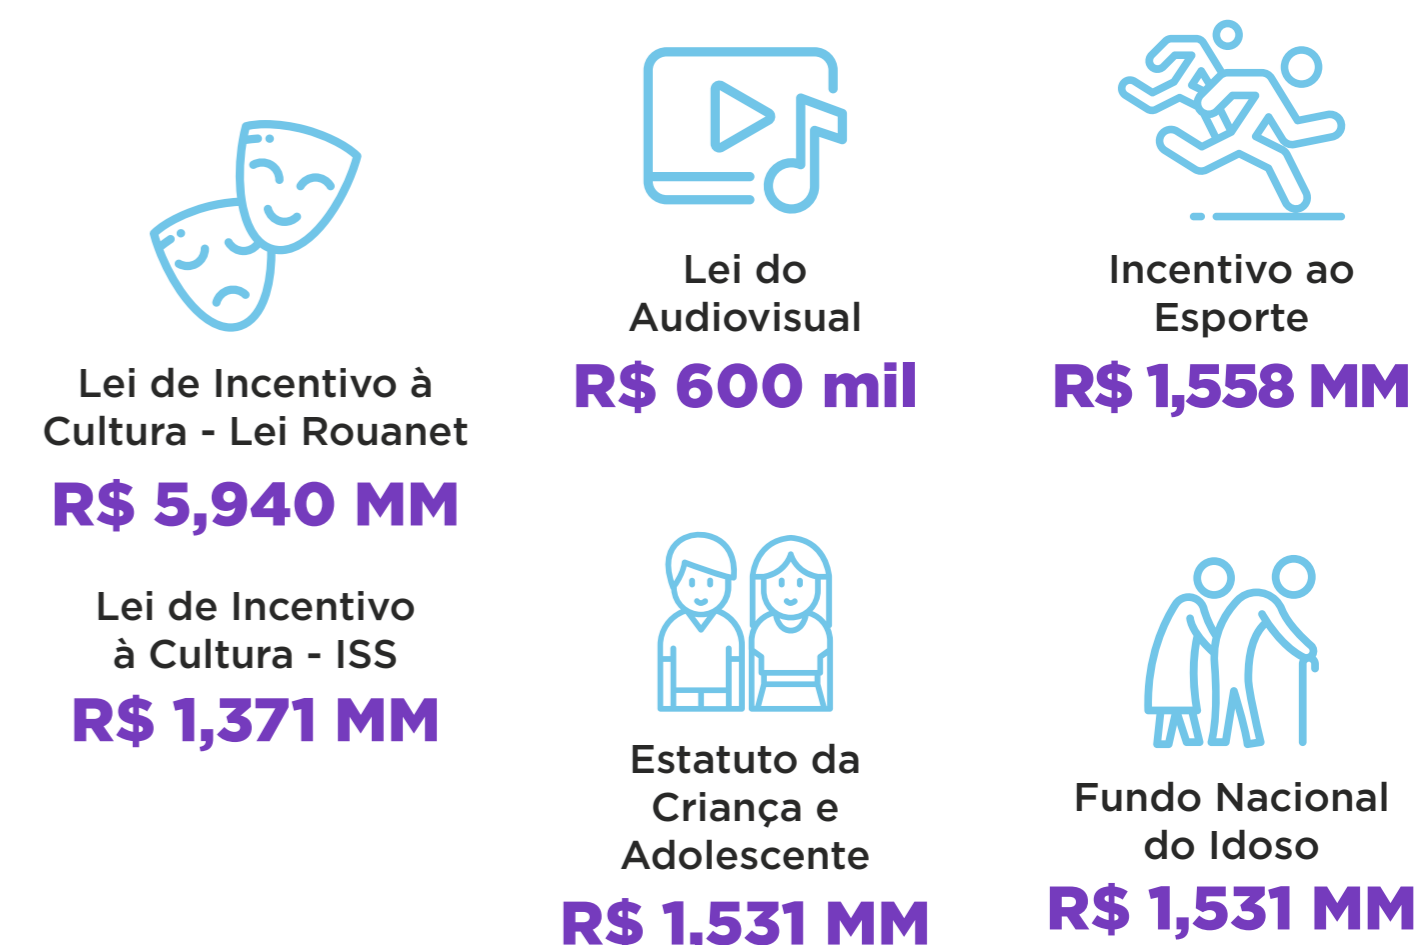 Lei de Incentivo à
Cultura - Lei Rouanet
R$ 5,940 MM
Lei de Incentivo
à Cultura - ISS
R$ 1,371 MM
Lei do
Audiovisual
R$ 600 mil
Incentivo ao
Esporte
R$ 1,558 MM
Estatuto da
Criança e
Adolescente
R$ 1,531 MM
Fundo Nacional
do Idoso
R$ 1,531 MM